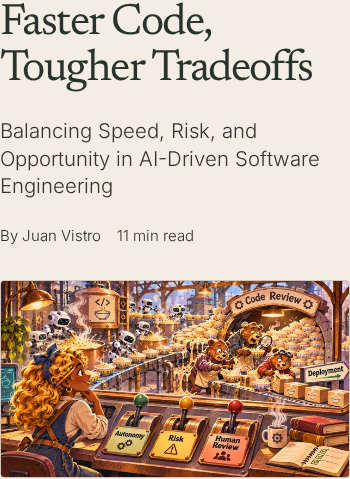 Faster Code,
Tougher Tradeoffs
Balancing Speed, Risk, and
Opportunity in AI-Driven Software
Engineering
By Juan Vistro 11 min read
</>
Code Review
Deployment
Autonomy
Risk
Human
Review